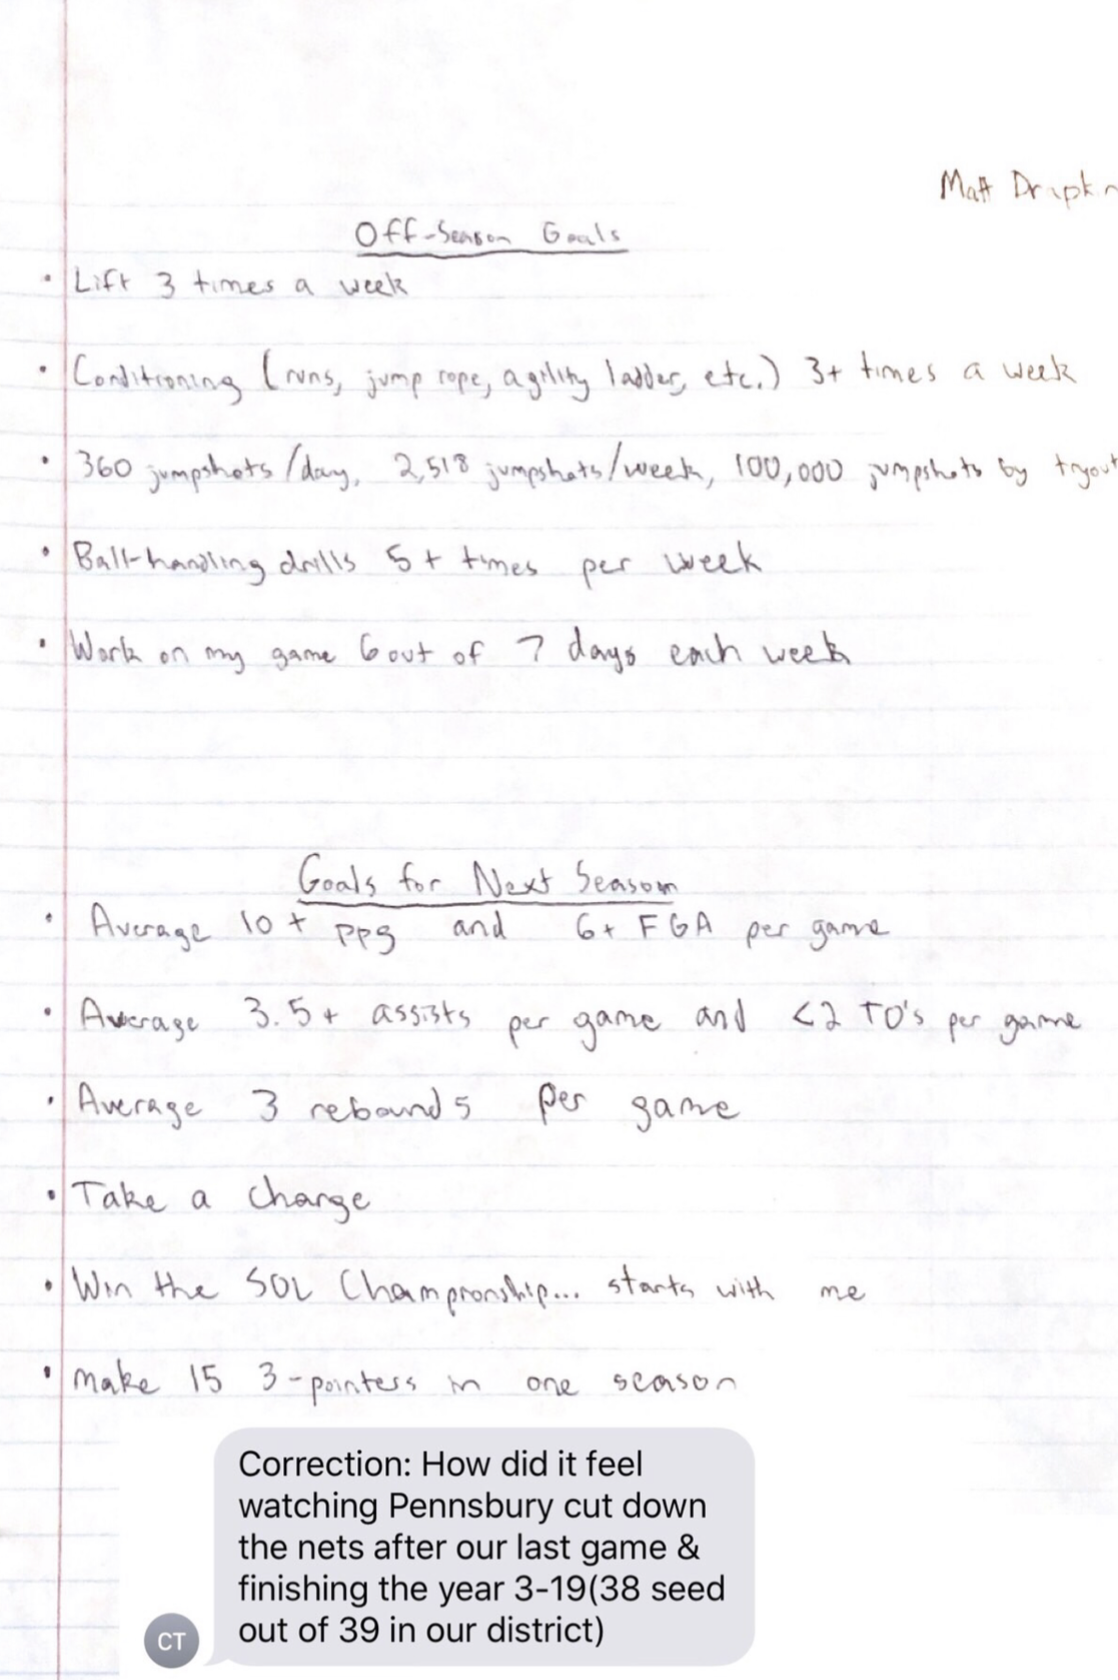 Matt Drapkin
Off-Season Goals
• Lift 3 times a week
• Conditioning (runs, jump rope, agility ladder, etc.) 3+ times a week
• 360 jumpshots/day, 2,518 jumpshots/week, 100,000 jumpshots by tryout
• Ball-handling drills 5+ times per week
• Work on my game 6 out of 7 days each week
Goals for Next Season
• Average 10+ PPg and 6+ FGA per game
• Average 3.5+ assists per game and <2 TO's per game
• Average 3 rebounds per game
• Take a charge
• Win the SOL Championship... starts with me
• Make 15 3-pointers in one season
Correction: How did it feel
watching Pennsbury cut down
the nets after our last game &
finishing the year 3-19(38 seed
out of 39 in our district)
CT